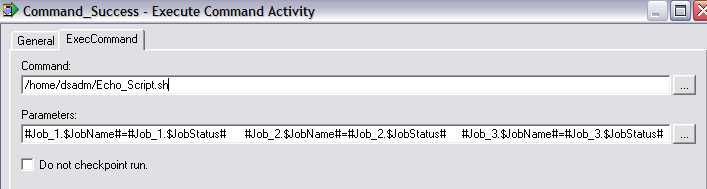 Command_Success - Execute Command Activity
General ExecCommand
Command:
/home/dsadm/Echo_Script.sh
...
Parameters:
#Job_1.$JobName#=#Job_1.$JobStatus# #Job_2.$JobName#=#Job_2.$JobStatus# #Job_3.$JobName#=#Job_3.$JobStatus#
...
Do not checkpoint run.